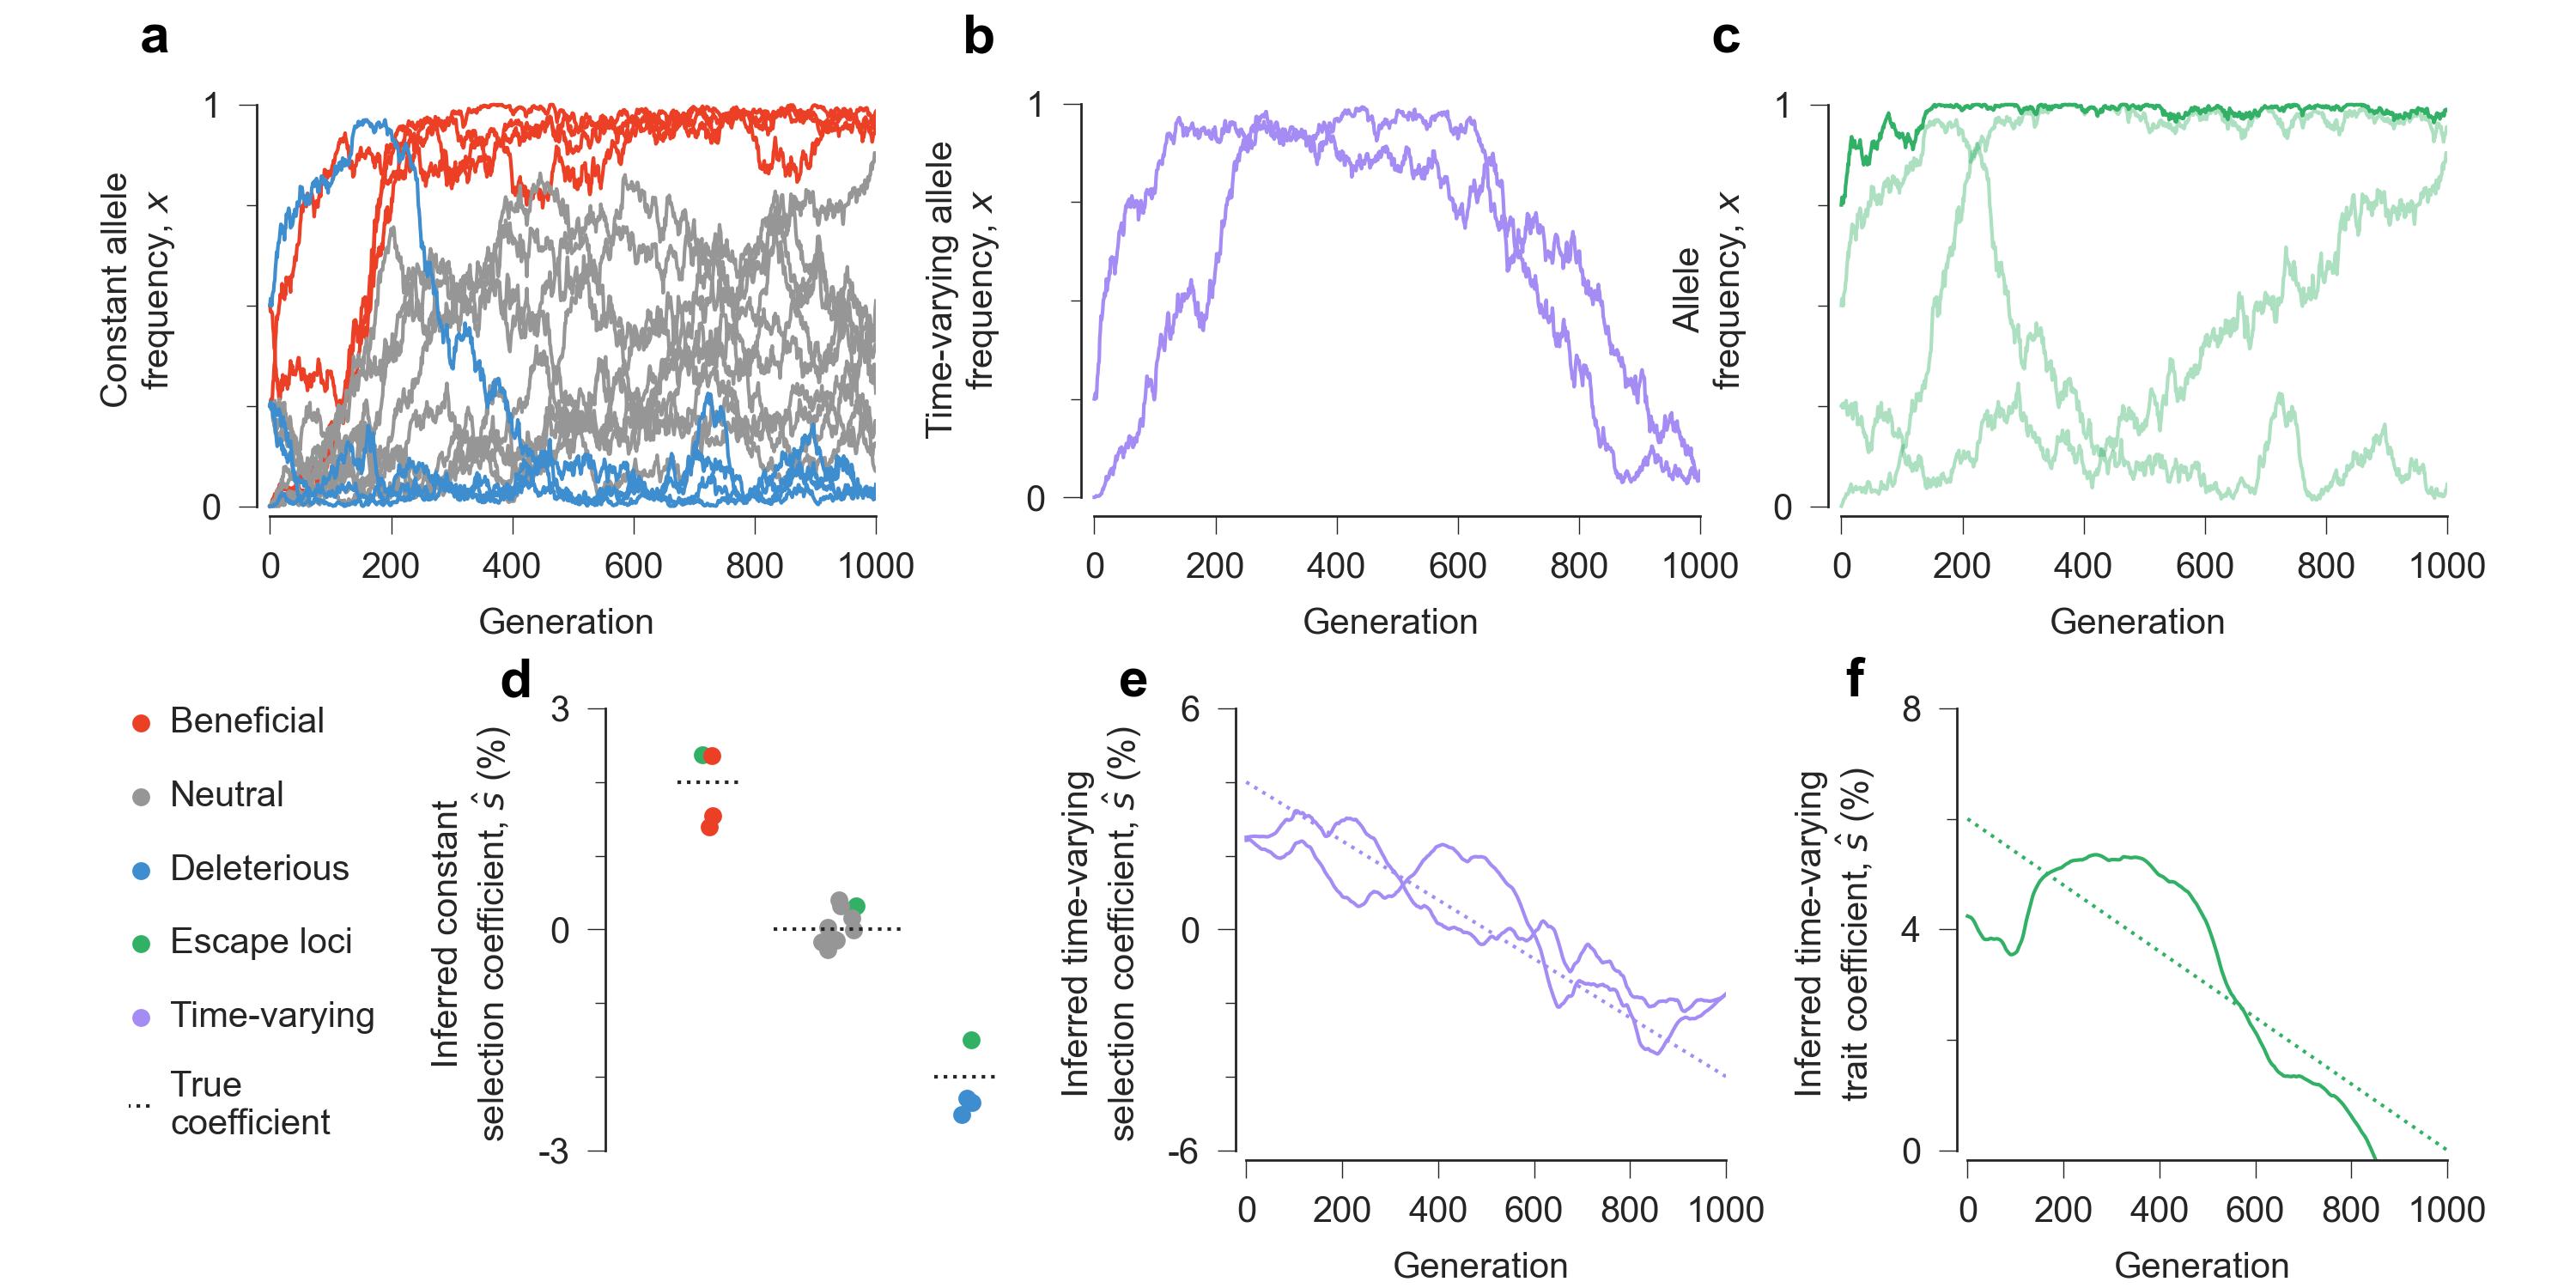 a
Constant allele
frequency, x
1
0
0 200 400 600 800 1000
Generation
b
Time-varying allele
frequency, x
1
0
0 200 400 600 800 1000
Generation
c
Allele
frequency, x
1
0
0 200 400 600 800 1000
Generation
Beneficial
Neutral
Deleterious
Escape loci
Time-varying
True
coefficient
d
Inferred constant
selection coefficient, ŝ (%)
3
0
-3
e
Inferred time-varying
selection coefficient, ŝ (%)
6
0
-6
0 200 400 600 800 1000
Generation
f
Inferred time-varying
trait coefficient, ŝ (%)
8
4
0
0 200 400 600 800 1000
Generation